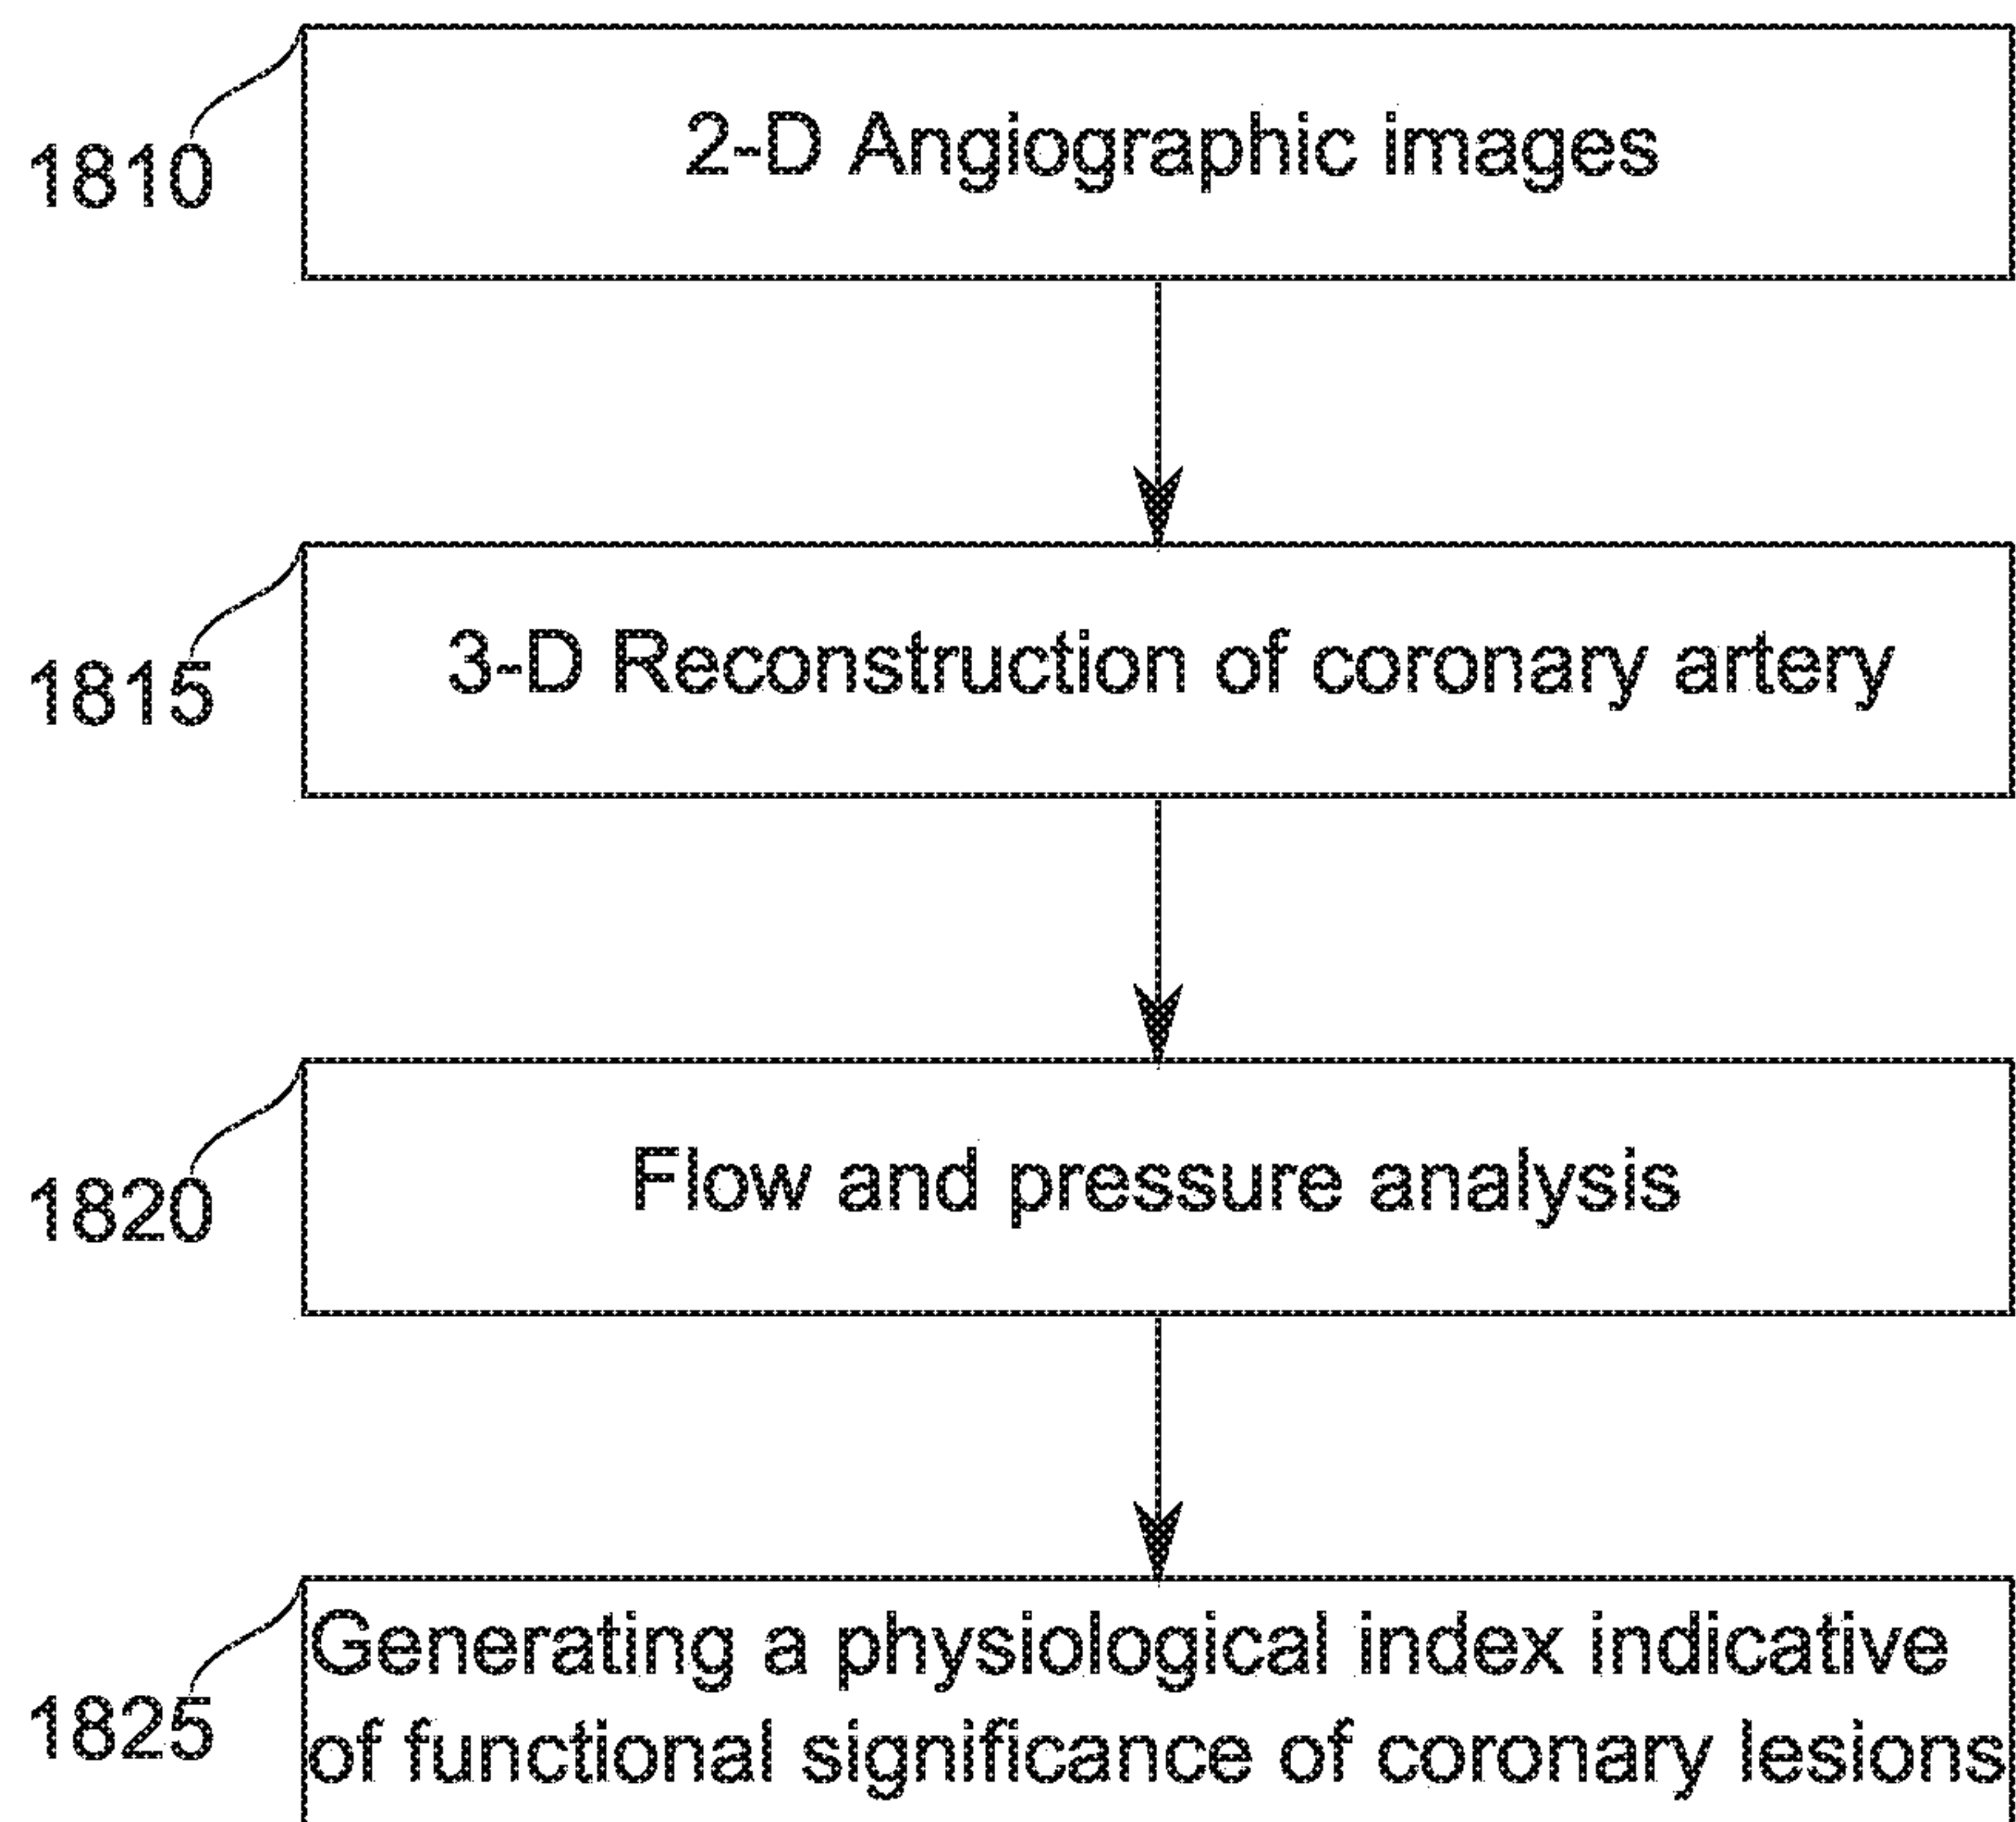 2-D Angiographic images
1810
3-D Reconstruction of coronary artery
1815
Flow and pressure analysis
1820
Generating a physiological index indicative
of functional significance of coronary lesions
1825